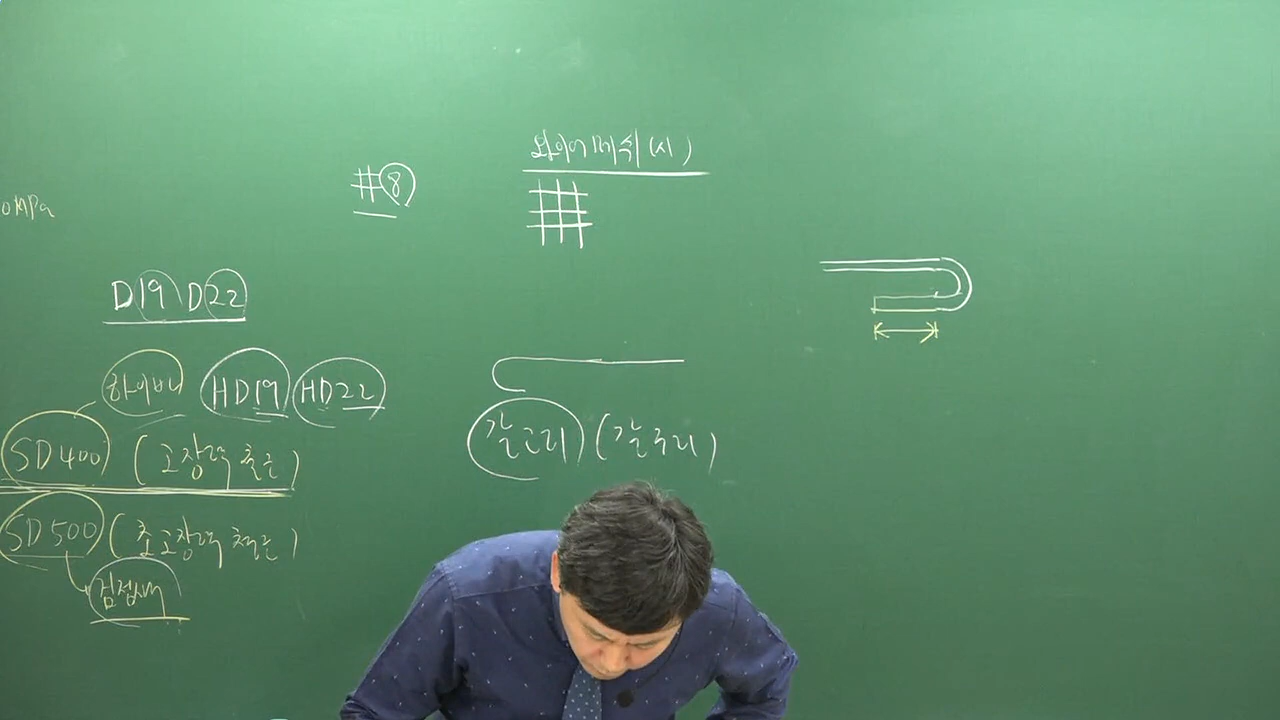 와이어메쉬(시)
#8
0MPa
D19 D22
하이바 HD19 HD22
SD400 (고장력 철근)
갈고리 (갈구리)
SD500 (초고장력 철근)